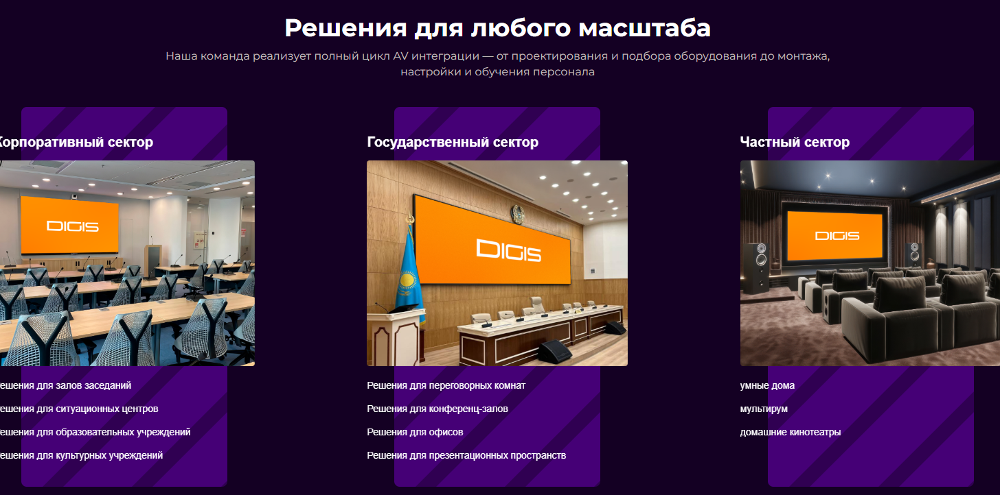 Решения для любого масштаба
Наша команда реализует полный цикл AV интеграции — от проектирования и подбора оборудования до монтажа,
настройки и обучения персонала
Корпоративный сектор
DIGIS
ешения для залов заседаний
ешения для ситуационных центров
ешения для образовательных учреждений
ешения для культурных учреждений
Государственный сектор
DIGIS
Решения для переговорных комнат
Решения для конференц-залов
Решения для офисов
Решения для презентационных пространств
Частный сектор
DIGIS
умные дома
мультирум
домашние кинотеатры